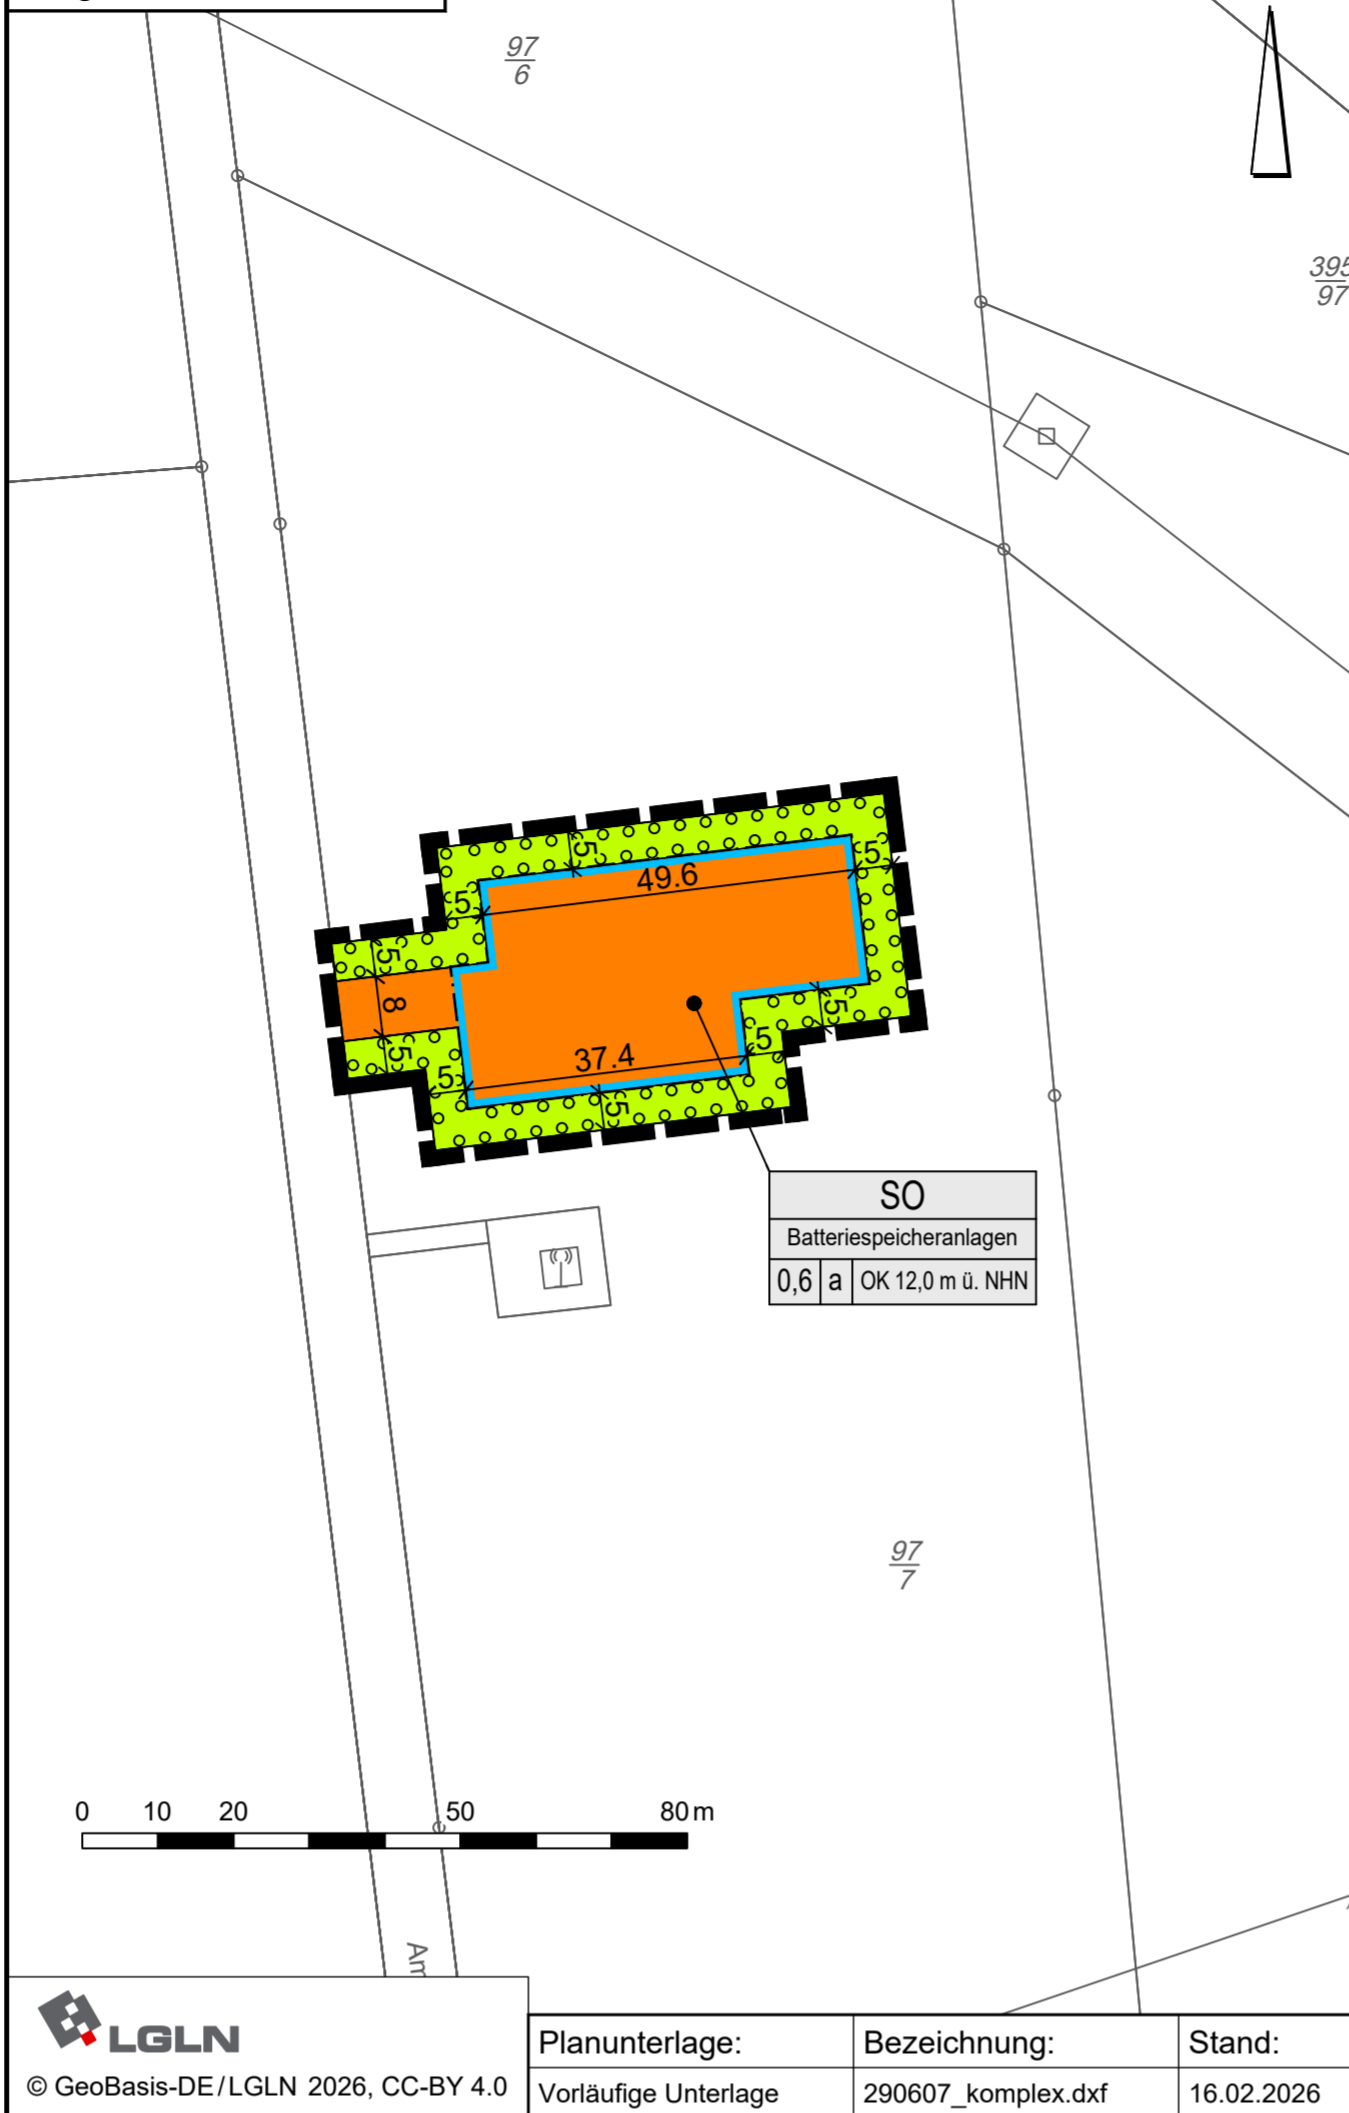 97
6
395
97
5
49.6
5
5
5
8
5
5
5
5
37.4
5
5
SO
Batteriespeicheranlagen
0,6 a OK 12,0 m ü. NHN
97
7
0 10 20 50 80 m
Am
LGLN
© GeoBasis-DE/LGLN 2026, CC-BY 4.0
Planunterlage: Bezeichnung: Stand:
Vorläufige Unterlage 290607_komplex.dxf 16.02.2026